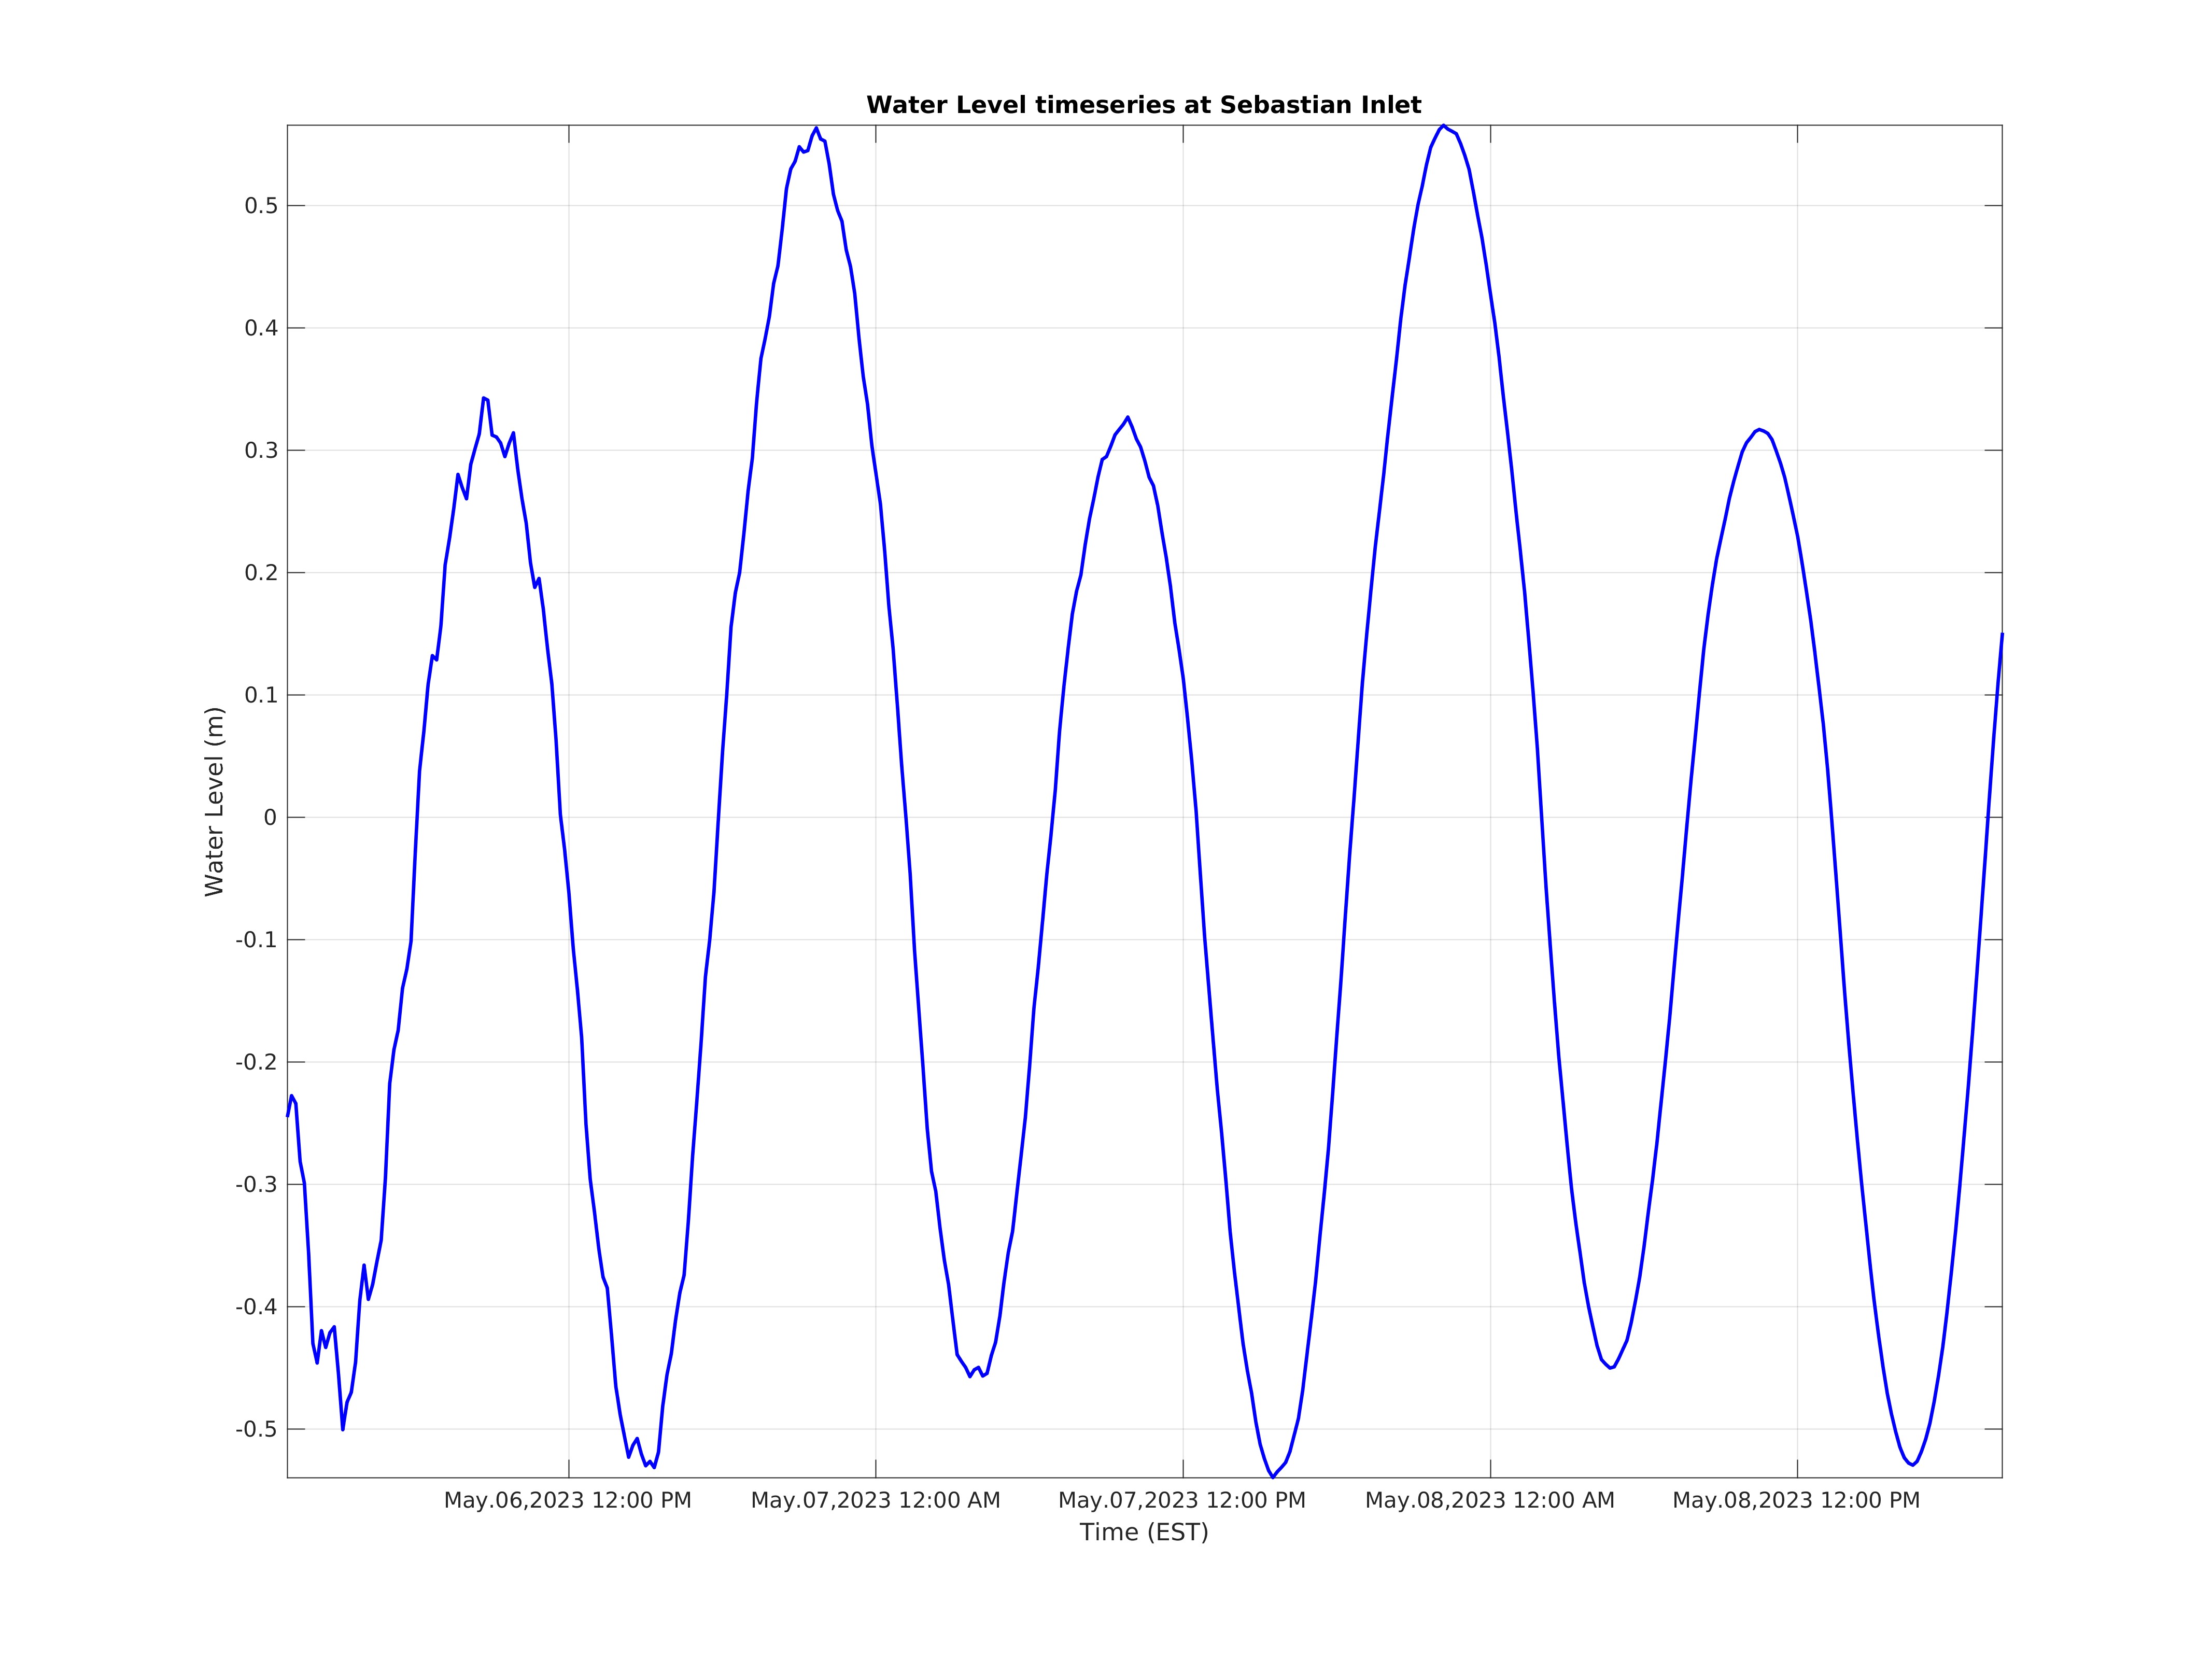 Water Level timeseries at Sebastian Inlet
0.5
0.4
0.3
0.2
0.1
0
-0.1
-0.2
-0.3
-0.4
-0.5
Water Level (m)
May.06,2023 12:00 PM May.07,2023 12:00 AM May.07,2023 12:00 PM May.08,2023 12:00 AM May.08,2023 12:00 PM
Time (EST)